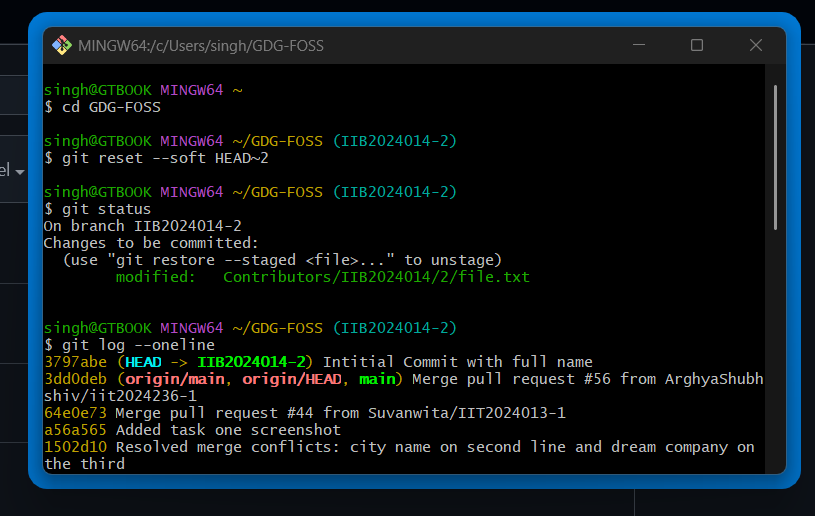 MINGW64:/c/Users/singh/GDG-FOSS
singh@GTBOOK MINGW64 ~
$ cd GDG-FOSS
el
singh@GTBOOK MINGW64 ~/GDG-FOSS (IIB2024014-2)
$ git reset --soft HEAD~2
singh@GTBOOK MINGW64 ~/GDG-FOSS (IIB2024014-2)
$ git status
On branch IIB2024014-2
Changes to be committed:
  (use "git restore --staged <file>..." to unstage)
        modified:   Contributors/IIB2024014/2/file.txt
singh@GTBOOK MINGW64 ~/GDG-FOSS (IIB2024014-2)
$ git log --oneline
3797abe (HEAD -> IIB2024014-2) Intitial Commit with full name
3dd0deb (origin/main, origin/HEAD, main) Merge pull request #56 from ArghyaShubh
shiv/iit2024236-1
64e0e73 Merge pull request #44 from Suvanwita/IIT2024013-1
a56a565 Added task one screenshot
1502d10 Resolved merge conflicts: city name on second line and dream company on
the third